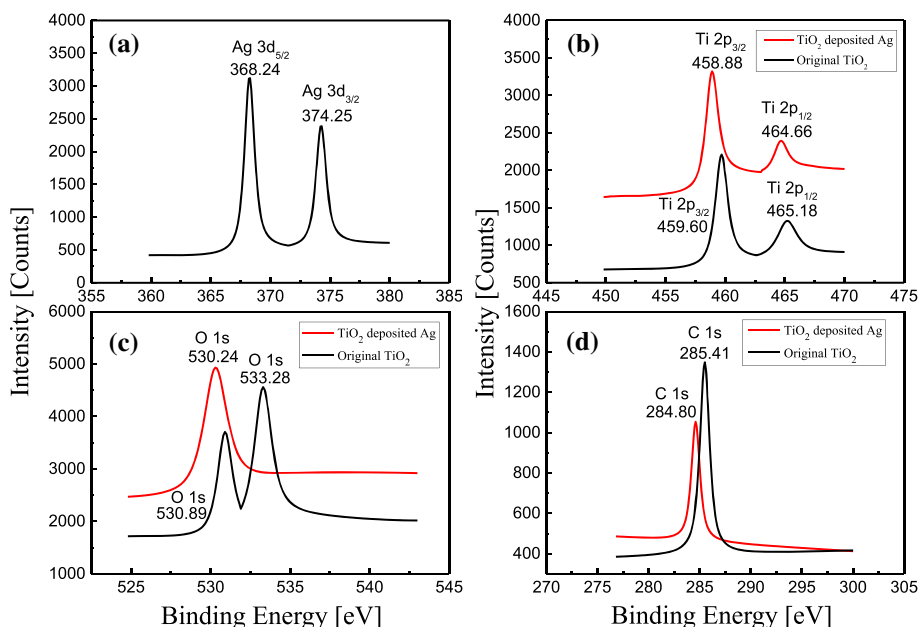 (a)
Ag 3d5/2
368.24
Ag 3d3/2
374.25
4000
3500
3000
2500
2000
1500
1000
500
0
355 360 365 370 375 380 385
(b)
Ti 2p3/2
458.88
TiO2 deposited Ag
Original TiO2
Ti 2p1/2
464.66
Ti 2p3/2
459.60
Ti 2p1/2
465.18
4000
3500
3000
2500
2000
1500
1000
500
445 450 455 460 465 470 475
Intensity [Counts]
Intensity [Counts]
(c)
O 1s
530.24
O 1s
533.28
TiO2 deposited Ag
Original TiO2
O 1s
530.89
6000
5000
4000
3000
2000
1000
525 530 535 540 545
Binding Energy [eV]
(d)
C 1s
285.41
TiO2 deposited Ag
Original TiO2
C 1s
284.80
1600
1400
1200
1000
800
600
400
270 275 280 285 290 295 300 305
Binding Energy [eV]